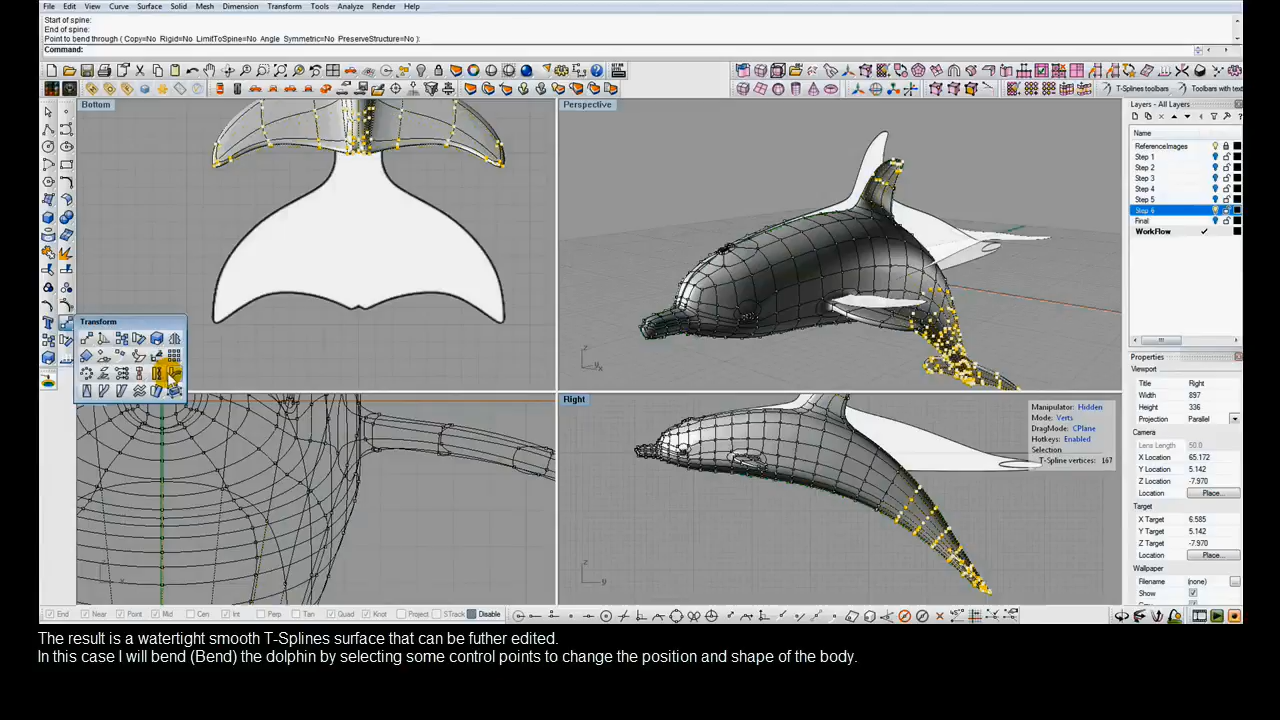 File Edit View Curve Surface Solid Mesh Dimension Transform Tools Analyze Render Help
Start of spine:
End of spine:
Point to bend through ( Copy=No Rigid=No LimitToSpine=No Angle Symmetric=No PreserveStructure=No ):
Command:
T-Splines toolbars
Toolbars with text
Bottom
Perspective
Layers - All Layers
Name
ReferenceImages
Step 1
Step 2
Step 3
Step 4
Step 5
Step 6
Final
WorkFlow
Transform
z
y
x
Right
Manipulator: Hidden
Mode: Verts
DragMode: CPlane
Hotkeys: Enabled
Selection
T-Spline vertices: 167
z
y
Properties
Viewport
Title Right
Width 897
Height 336
Projection Parallel
Camera
Lens Length 50.0
X Location 65.172
Y Location 5.142
Z Location -7.970
Location Place...
Target
X Target 6.585
Y Target 5.142
Z Target -7.970
Location Place...
Wallpaper
Filename (none)
Show
End Near Point Mid Cen Int Perp Tan Quad Knot Project STrack Disable
The result is a watertight smooth T-Splines surface that can be futher edited.
In this case I will bend (Bend) the dolphin by selecting some control points to change the position and shape of the body.